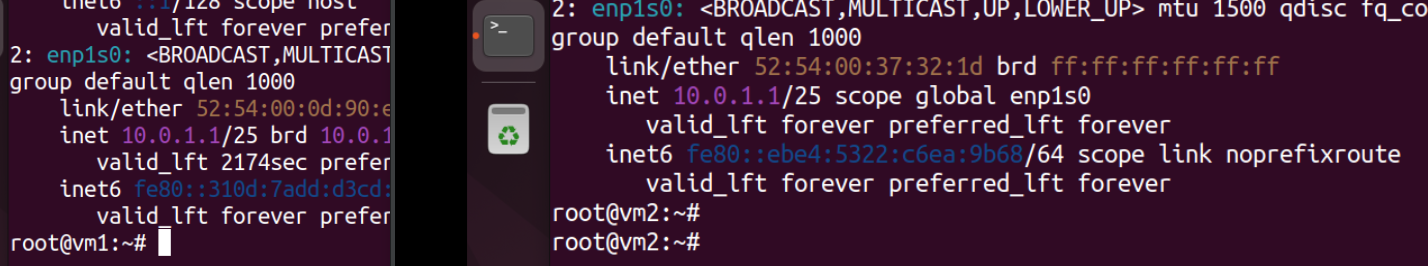 inet6 ::1/128 scope host
valid_lft forever prefer
2: enp1s0: <BROADCAST,MULTICAST
group default qlen 1000
link/ether 52:54:00:0d:90:e
inet 10.0.1.1/25 brd 10.0.1
valid_lft 2174sec prefer
inet6 fe80::310d:7add:d3cd:
valid_lft forever prefer
root@vm1:~#
>_
2: enp1s0: <BROADCAST,MULTICAST,UP,LOWER_UP> mtu 1500 qdisc fq_co
group default qlen 1000
link/ether 52:54:00:37:32:1d brd ff:ff:ff:ff:ff:ff
inet 10.0.1.1/25 scope global enp1s0
valid_lft forever preferred_lft forever
inet6 fe80::ebe4:5322:c6ea:9b68/64 scope link noprefixroute
valid_lft forever preferred_lft forever
root@vm2:~#
root@vm2:~#